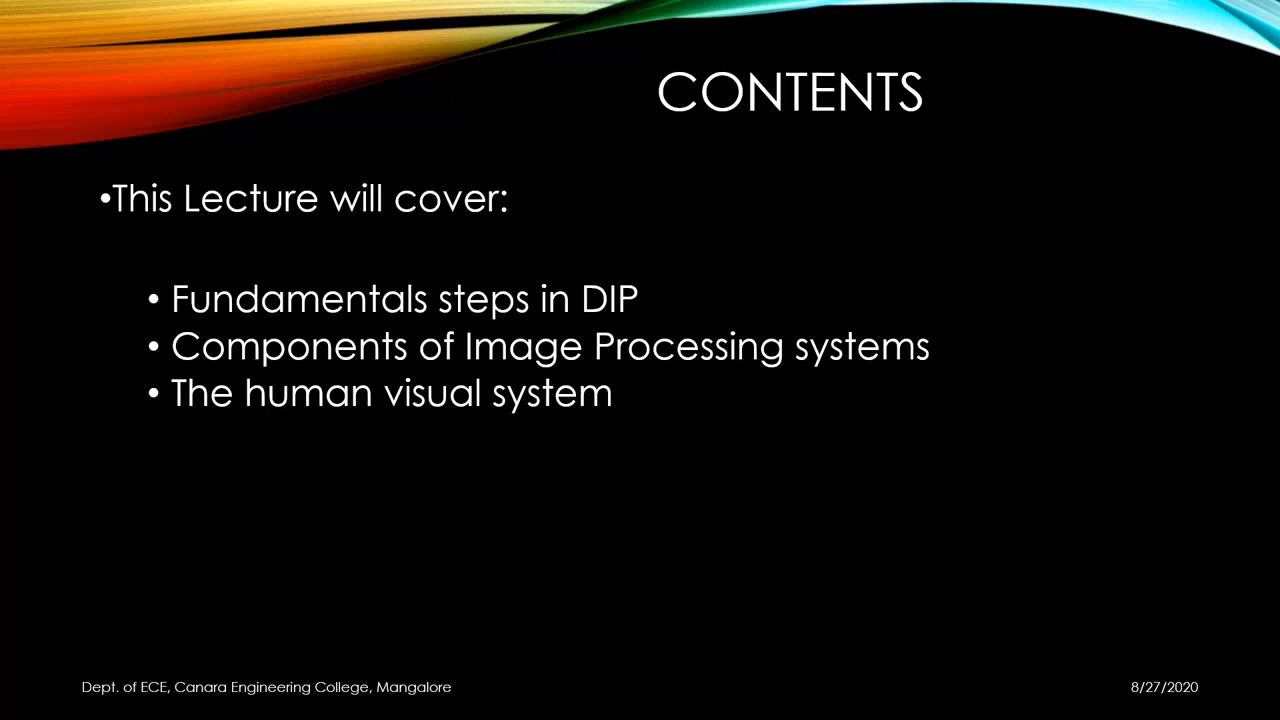 CONTENTS
•This Lecture will cover:
• Fundamentals steps in DIP
• Components of Image Processing systems
• The human visual system
Dept. of ECE, Canara Engineering College, Mangalore
8/27/2020